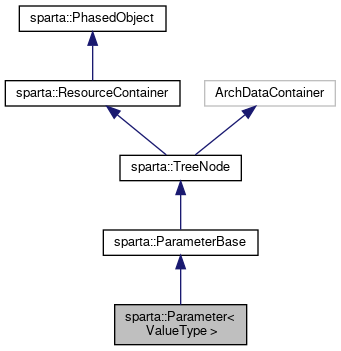 sparta::PhasedObject
sparta::ResourceContainer
ArchDataContainer
sparta::TreeNode
sparta::ParameterBase
sparta::Parameter<
ValueType >